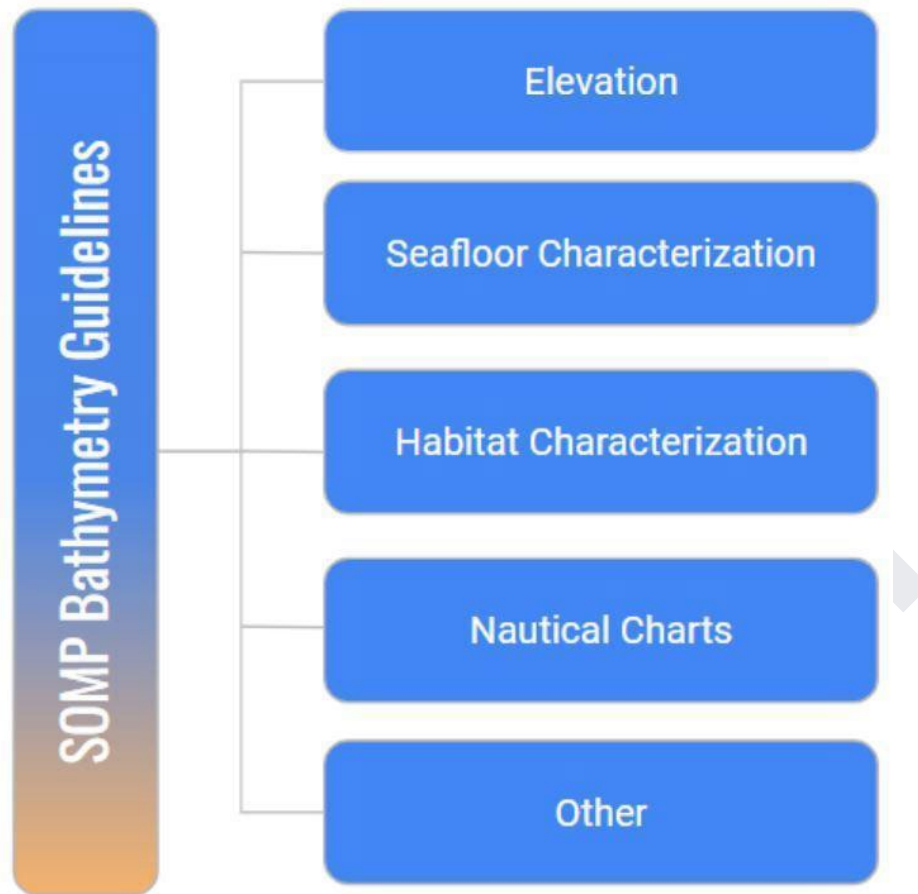 SOMP Bathymetry Guidelines
Elevation
Seafloor Characterization
Habitat Characterization
Nautical Charts
Other